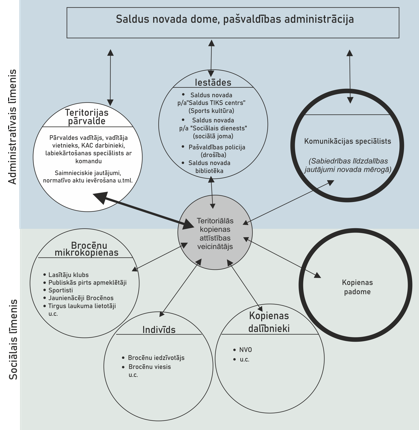 Saldus novada dome, pašvaldības administrācija
Administratīvais līmenis
Teritorijas
pārvalde
Pārvaldes vadītājs, vadītāja
vietnieks, KAC darbinieki,
labiekārtošanas speciālists ar
komandu
Saimnieciskie jautājumi,
normatīvo aktu ievērošana u.tml.
Iestādes
• Saldus novada
p/a"Saldus TIKS centrs"
(Sports kultūra)
• Saldus novada
p/a "Sociālais dienests"
(sociālā joma)
• Pašvaldības policija
(drošība)
• Saldus novada
bibliotēka
Komunikācijas speciālists
(Sabiedrības līdzdalības
jautājumi novada mērogā)
Teritoriālās
kopienas
attīstības
veicinātājs
Sociālais līmenis
Brocēnu
mikrokopienas
• Lasītāju klubs
• Publiskās pirts apmeklētāji
• Sportisti
• Jaunienācēji Brocēnos
• Tirgus laukuma lietotāji
u.c.
Indivīds
• Brocēnu iedzīvotājs
• Brocēnu viesis
u.c.
Kopienas
dalībnieki
• NVO
• u.c.
Kopienas
padome